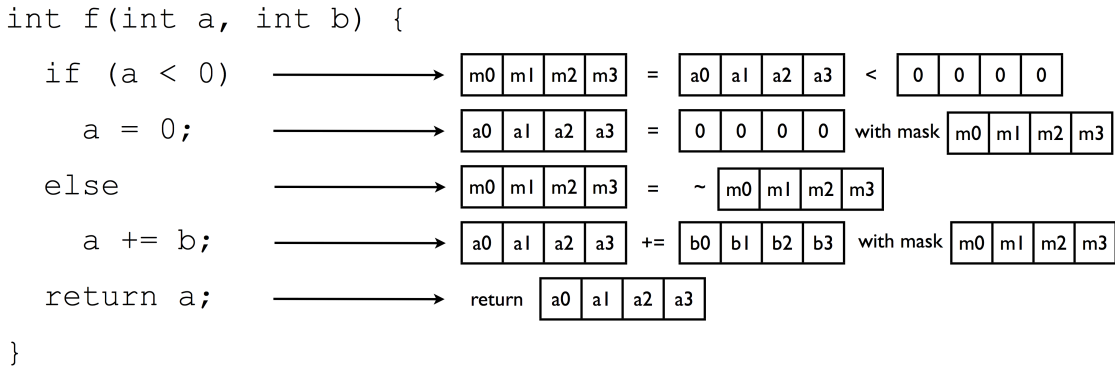 int f(int a, int b) {
if (a < 0) m0 m1 m2 m3 = a0 a1 a2 a3 < 0 0 0 0
a = 0; a0 a1 a2 a3 = 0 0 0 0 with mask m0 m1 m2 m3
else m0 m1 m2 m3 = ~ m0 m1 m2 m3
a += b; a0 a1 a2 a3 += b0 b1 b2 b3 with mask m0 m1 m2 m3
return a; return a0 a1 a2 a3
}